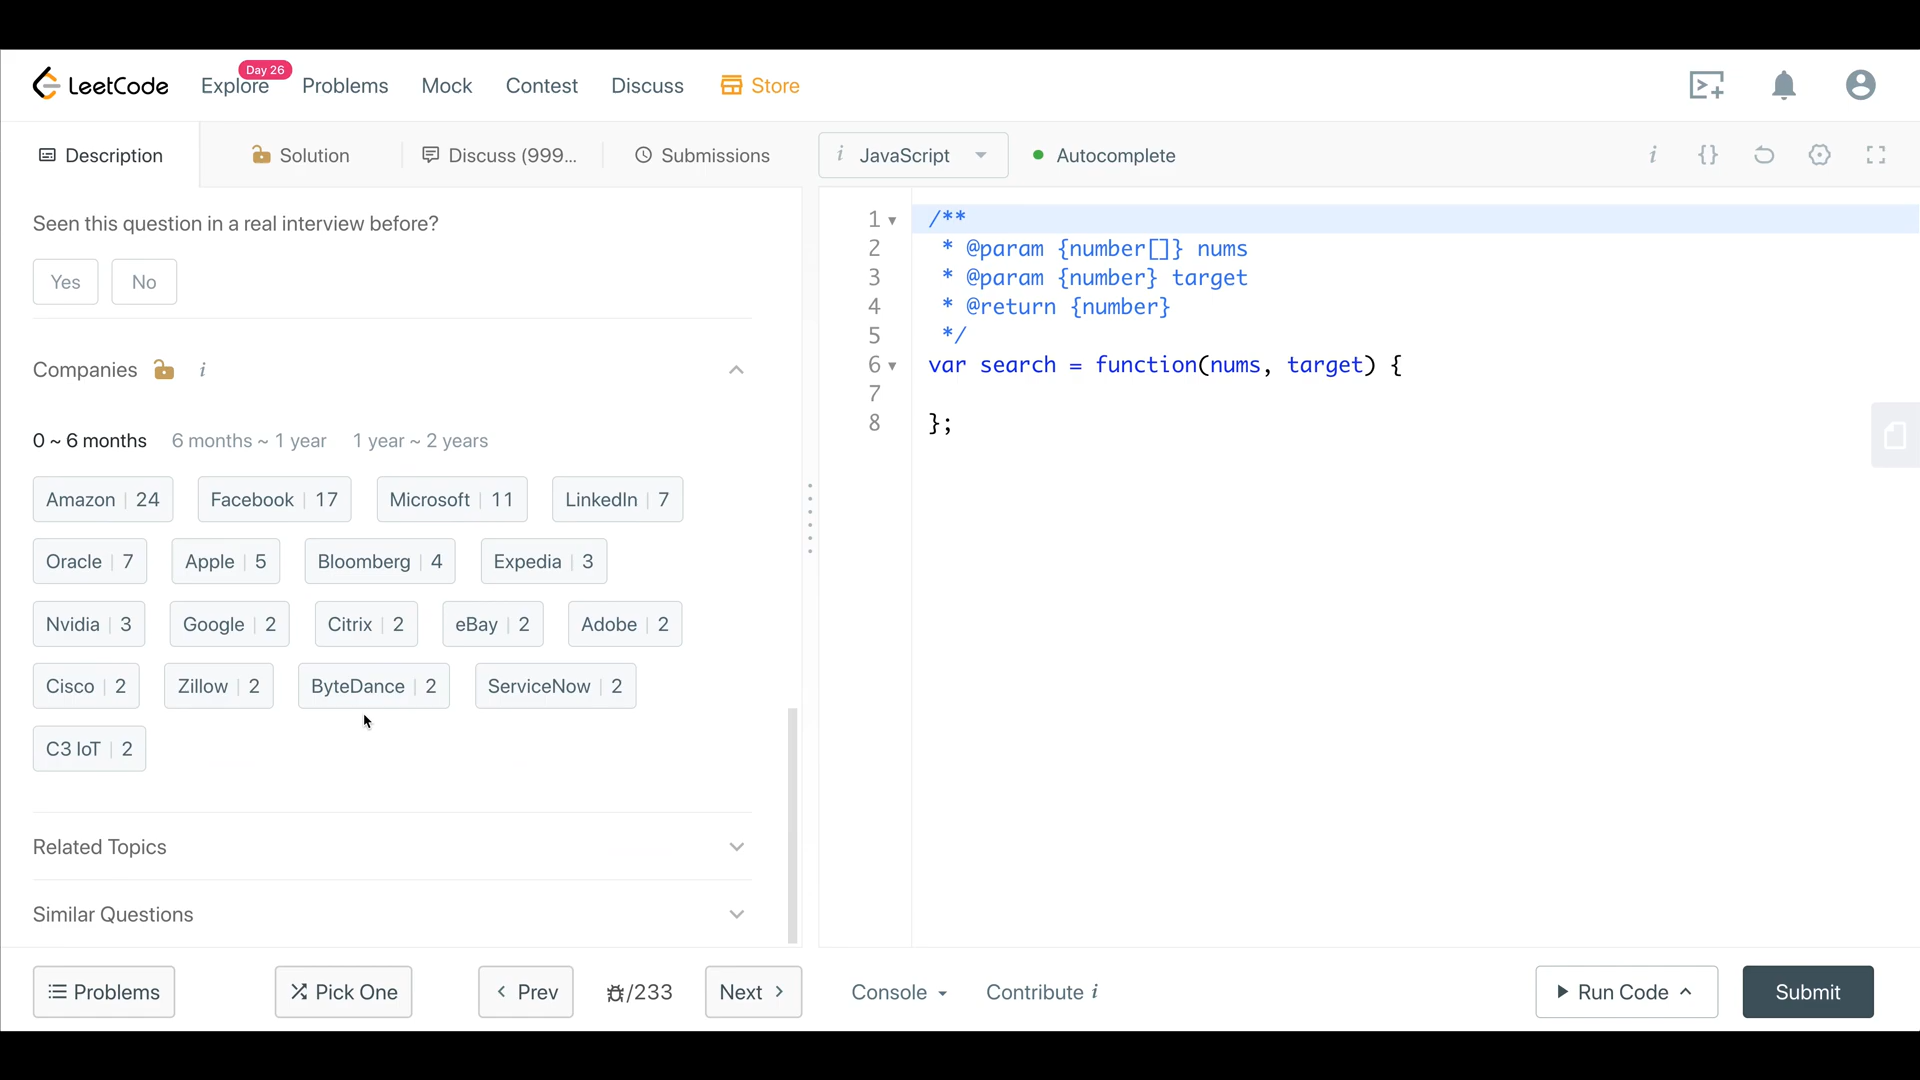 LeetCode Explore Day 26 Problems Mock Contest Discuss Store
Description Solution Discuss (999... Submissions
i JavaScript Autocomplete i {}
Seen this question in a real interview before?
Yes No
Companies i
0 ~ 6 months 6 months ~ 1 year 1 year ~ 2 years
Amazon | 24 Facebook | 17 Microsoft | 11 LinkedIn | 7
Oracle | 7 Apple | 5 Bloomberg | 4 Expedia | 3
Nvidia | 3 Google | 2 Citrix | 2 eBay | 2 Adobe | 2
Cisco | 2 Zillow | 2 ByteDance | 2 ServiceNow | 2
C3 IoT | 2
Related Topics
Similar Questions
1 /**
2 * @param {number[]} nums
3 * @param {number} target
4 * @return {number}
5 */
6 var search = function(nums, target) {
7
8 };
Problems Pick One < Prev /233 Next > Console Contribute i Run Code Submit